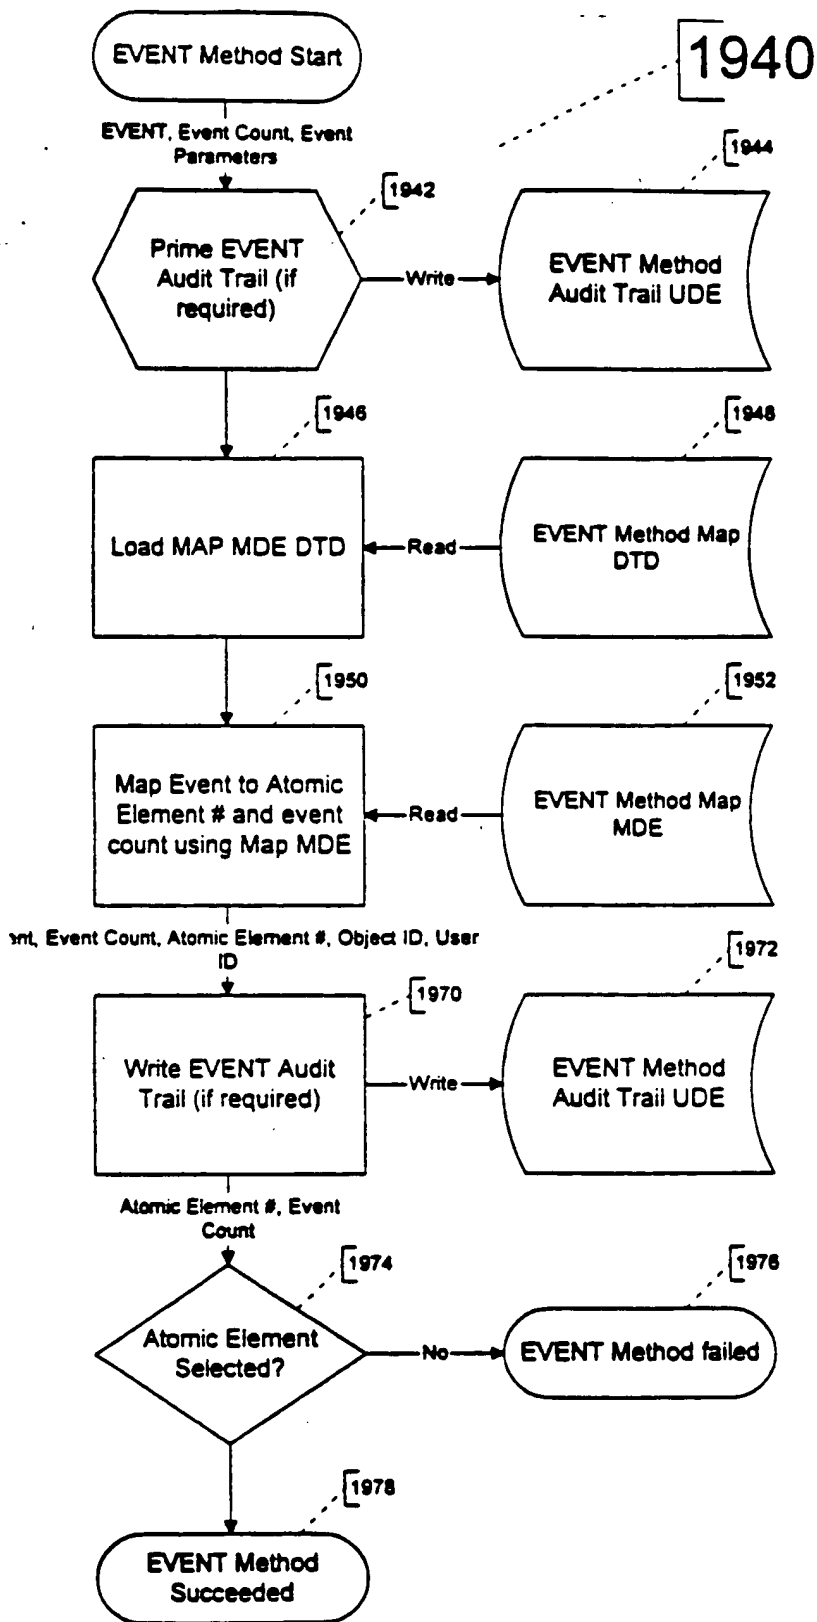 EVENT Method Start
1940
EVENT, Event Count, Event
Parameters
1942
1944
Prime EVENT
Audit Trail (if
required)
Write
EVENT Method
Audit Trail UDE
1946
1948
Load MAP MDE DTD
Read
EVENT Method Map
DTD
1950
1952
Map Event to Atomic
Element # and event
count using Map MDE
Read
EVENT Method Map
MDE
Event Count, Atomic Element #, Object ID, User
ID
1970
1972
Write EVENT Audit
Trail (if required)
Write
EVENT Method
Audit Trail UDE
Atomic Element #, Event
Count
1974
1976
Atomic Element
Selected?
No
EVENT Method failed
1978
EVENT Method
Succeeded